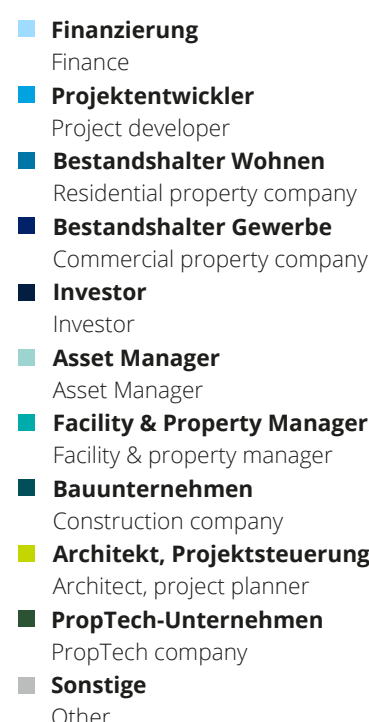 Finanzierung
Finance
Projektentwickler
Project developer
Bestandshalter Wohnen
Residential property company
Bestandshalter Gewerbe
Commercial property company
Investor
Investor
Asset Manager
Asset Manager
Facility & Property Manager
Facility & property manager
Bauunternehmen
Construction company
Architekt, Projektsteuerung
Architect, project planner
PropTech-Unternehmen
PropTech company
Sonstige
Other